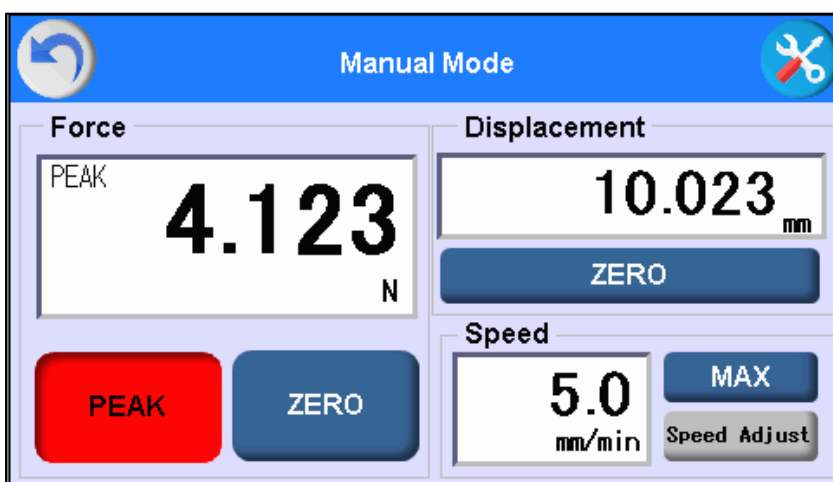 Manual Mode
Force
PEAK
4.123
N
PEAK
ZERO
Displacement
10.023 mm
ZERO
Speed
5.0
mm/min
MAX
Speed Adjust